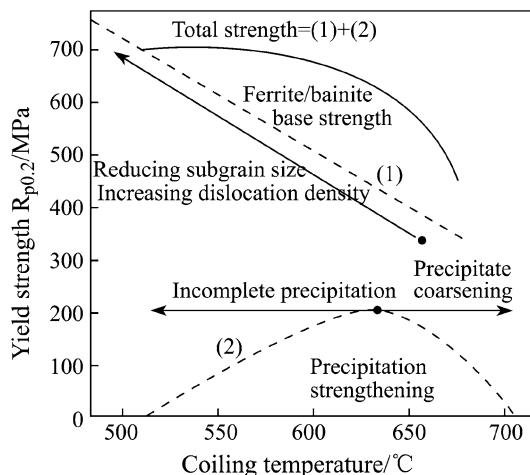 Total strength=(1)+(2)
Ferrite/bainite
base strength
Reducing subgrain size
Increasing dislocation density
(1)
Precipitate
coarsening
Incomplete precipitation
(2)
Precipitation
strengthening
Yield strength Rp0.2/MPa
700
600
500
400
300
200
100
0
500
550
600
650
700
Coiling temperature/℃